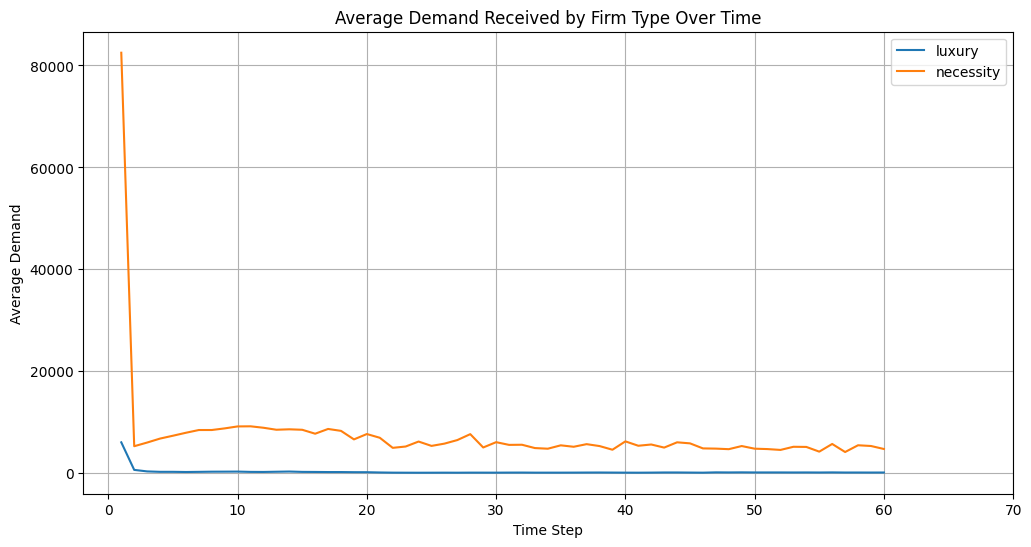 Average Demand Received by Firm Type Over Time
luxury
necessity
Average Demand
80000
60000
40000
20000
0
0 10 20 30 40 50 60 70
Time Step